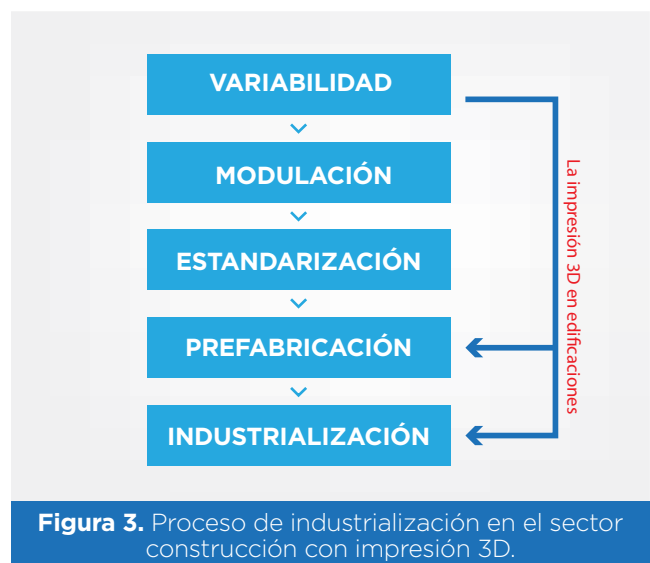 VARIABILIDAD
MODULACIÓN
ESTANDARIZACIÓN
PREFABRICACIÓN
INDUSTRIALIZACIÓN
La impresión 3D en edificaciones
Figura 3. Proceso de industrialización en el sector
construcción con impresión 3D.